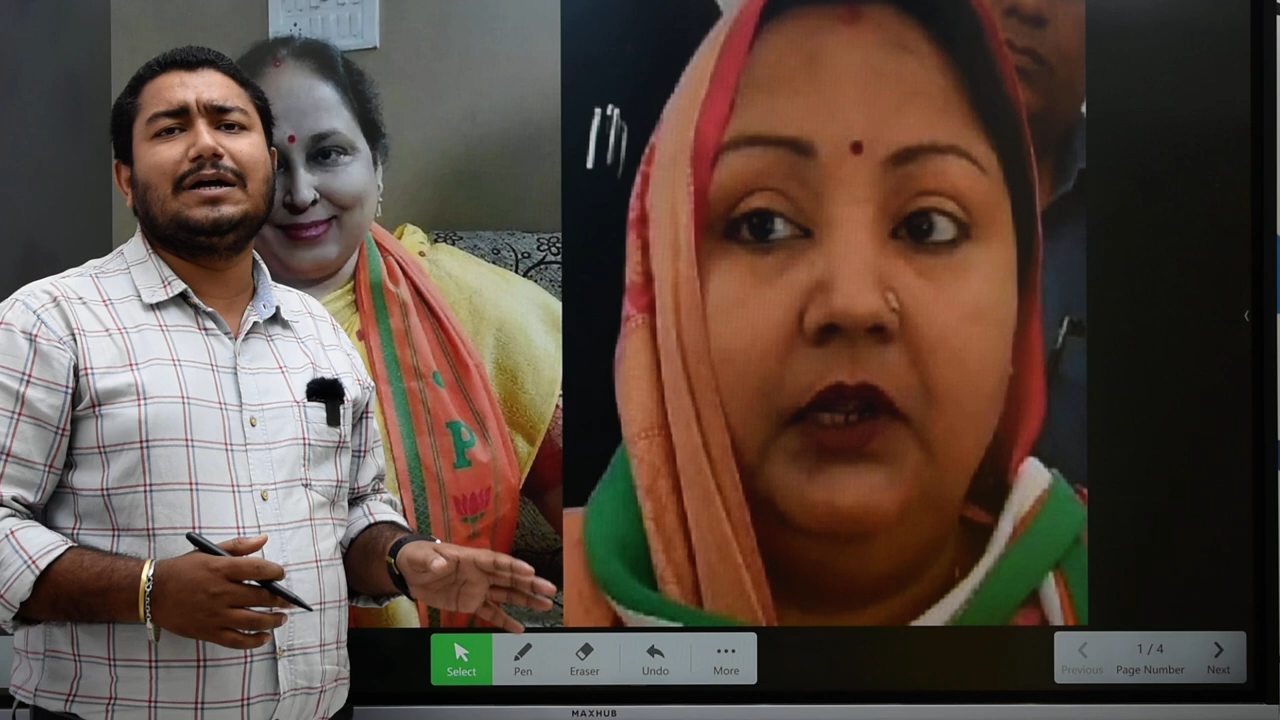 P
Select
Pen
Eraser
Undo
More
1 / 4
Previous
Page Number
Next
MAXHUB